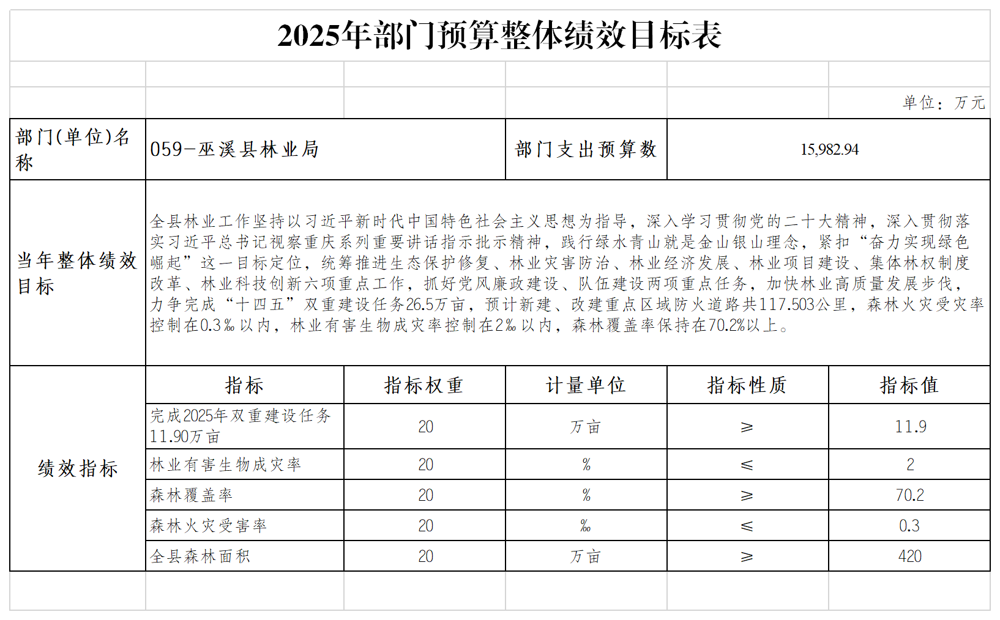 2025年部门预算整体绩效目标表
单位：万元
部门(单位)名
称
059-巫溪县林业局
部门支出预算数
15,982.94
当年整体绩效
目标
全县林业工作坚持以习近平新时代中国特色社会主义思想为指导，深入学习贯彻党的二十大精神，深入贯彻落
实习近平总书记视察重庆系列重要讲话指示批示精神，践行绿水青山就是金山银山理念，紧扣“奋力实现绿色
崛起”这一目标定位，统筹推进生态保护修复、林业灾害防治、林业经济发展、林业项目建设、集体林权制度
改革、林业科技创新六项重点工作，抓好党风廉政建设、队伍建设两项重点任务，加快林业高质量发展步伐，
力争完成“十四五”双重建设任务26.5万亩，预计新建、改建重点区域防火道路共117.503公里，森林火灾受灾率
控制在0.3‰以内，林业有害生物成灾率控制在2‰以内，森林覆盖率保持在70.2%以上。
绩效指标
指标 指标权重 计量单位 指标性质 指标值
完成2025年双重建设任务
11.90万亩
20 万亩 ≥ 11.9
林业有害生物成灾率 20 % ≤ 2
森林覆盖率 20 % ≥ 70.2
森林火灾受害率 20 ‰ ≤ 0.3
全县森林面积 20 万亩 ≥ 420